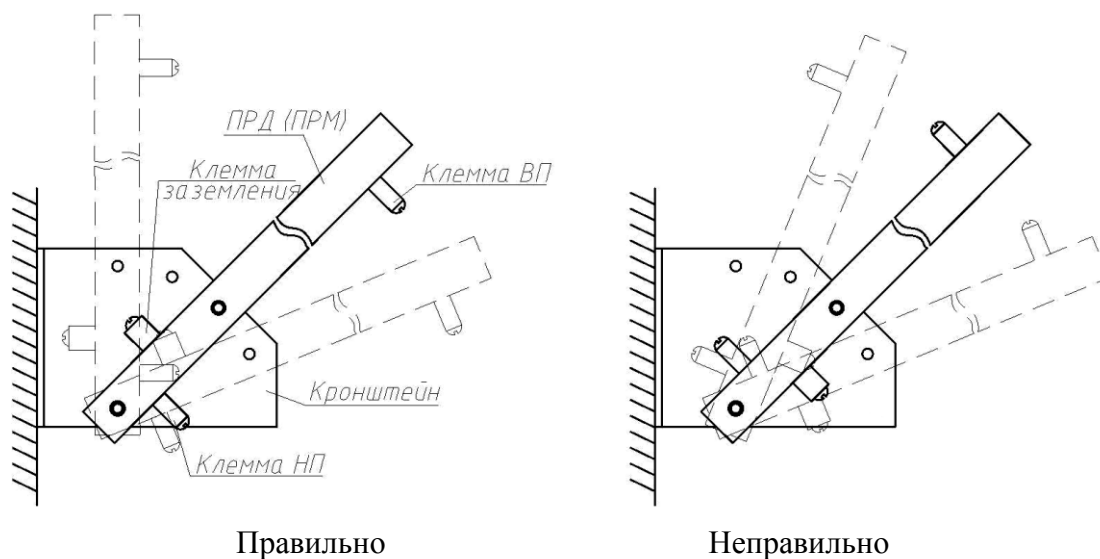 ПРД (ПРМ)
Клемма
заземления
Клемма ВП
Кронштейн
Клемма НП
Правильно
Неправильно